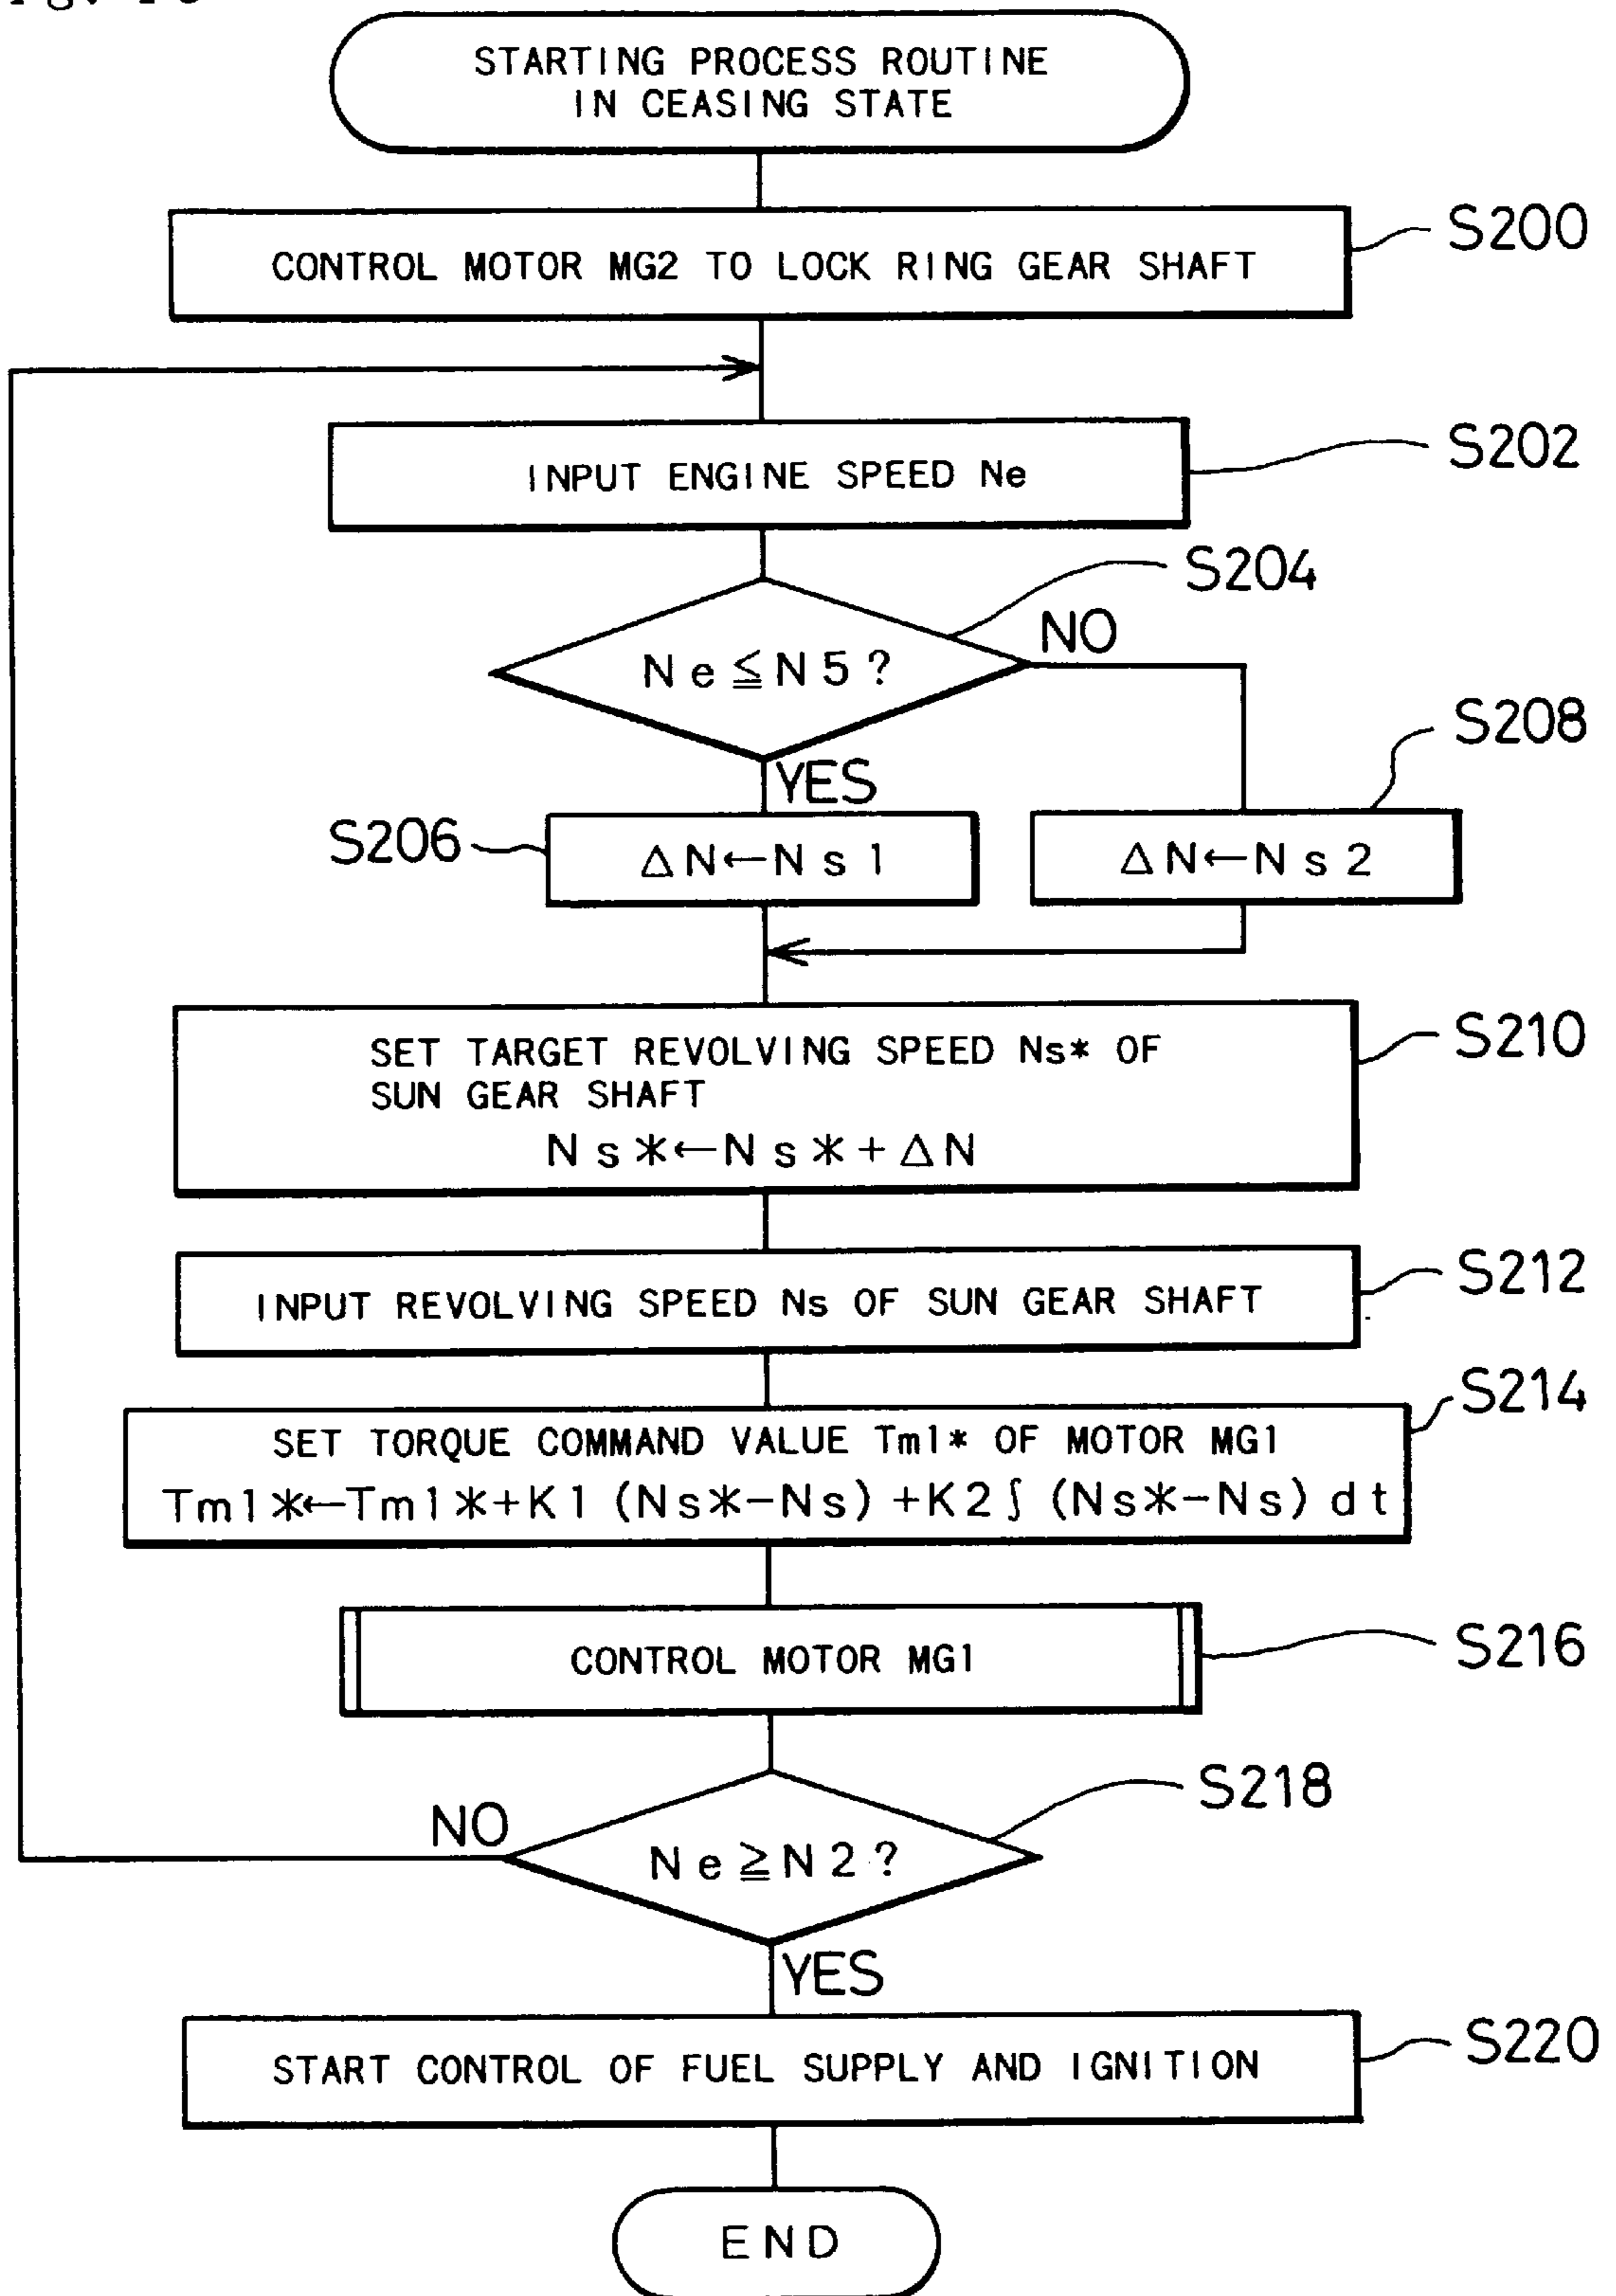 STARTING PROCESS ROUTINE
IN CEASING STATE
CONTROL MOTOR MG2 TO LOCK RING GEAR SHAFT
S200
INPUT ENGINE SPEED Ne
S202
S204
Ne≦N5?
NO
YES
S208
S206
ΔN←Ns1
ΔN←Ns2
SET TARGET REVOLVING SPEED Ns* OF
SUN GEAR SHAFT
Ns*←Ns*+ΔN
S210
INPUT REVOLVING SPEED Ns OF SUN GEAR SHAFT
S212
S214
SET TORQUE COMMAND VALUE Tm1* OF MOTOR MG1
Tm1*←Tm1*+K1 (Ns*-Ns) +K2∫ (Ns*-Ns) dt
CONTROL MOTOR MG1
S216
S218
NO
Ne≧N2?
YES
START CONTROL OF FUEL SUPPLY AND IGNITION
S220
END